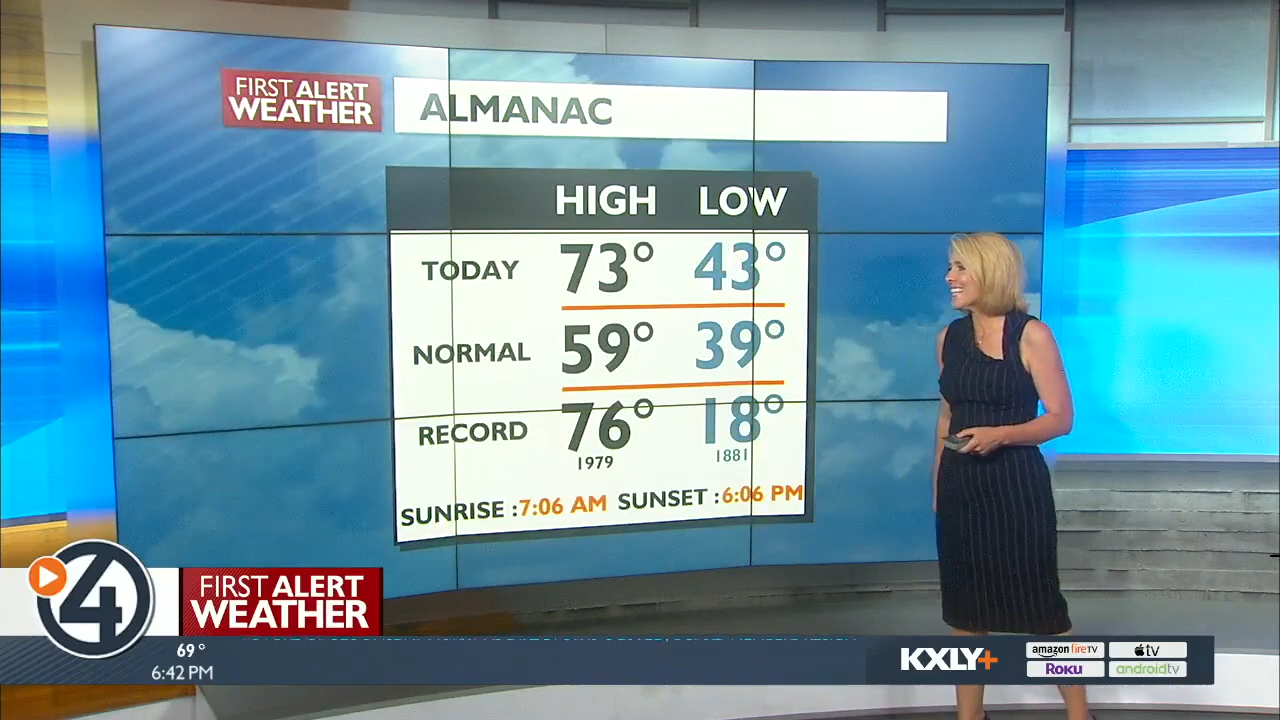 FIRST ALERT
WEATHER
ALMANAC
HIGH LOW
TODAY 73° 43°
NORMAL 59° 39°
RECORD 76° 18°
1979 1881
SUNRISE :7:06 AM SUNSET :6:06 PM
4
FIRST ALERT
WEATHER
69°
6:42 PM
KXLY+
amazon fireTV
tv
ROKU
androidtv